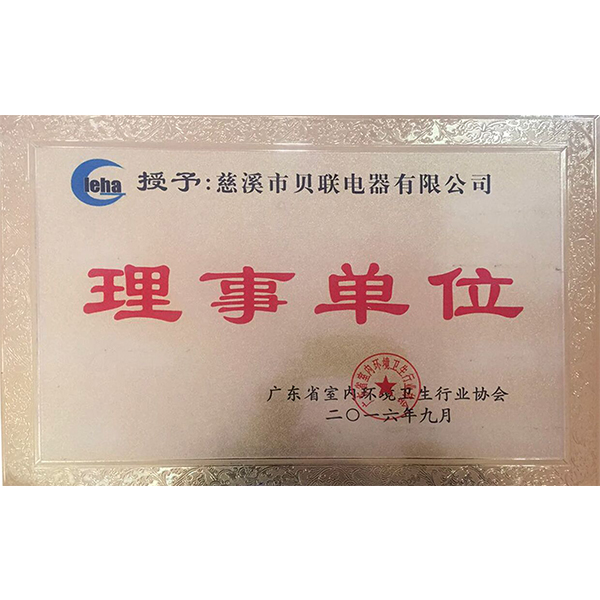 leha 授予:慈溪市贝联电器有限公司
理事单位
广东省室内环境卫生行业协会
二〇一六年九月